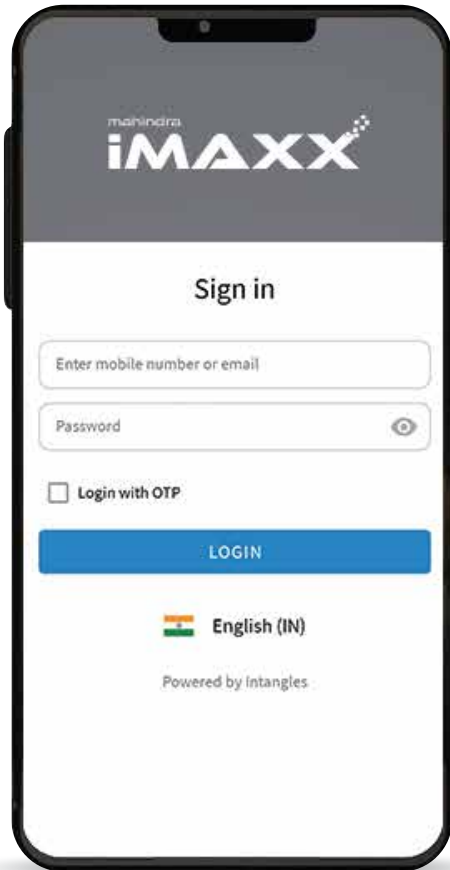 mahindra
iMAXX
Sign in
Enter mobile number or email
Password
Login with OTP
LOGIN
English (IN)
Powered by Intangles